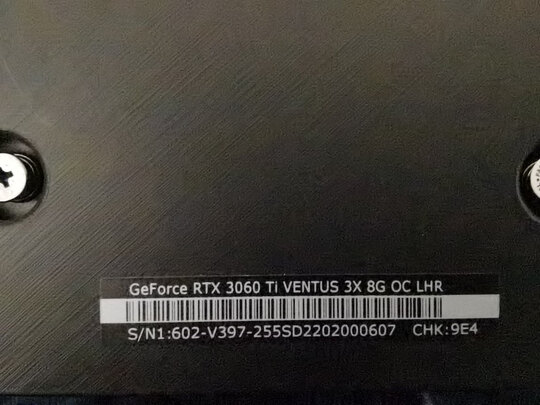 GeForce RTX 3060 Ti VENTUS 3X 8G OC LHR
S/N1:602-V397-255SD2202000607 CHK:9E4